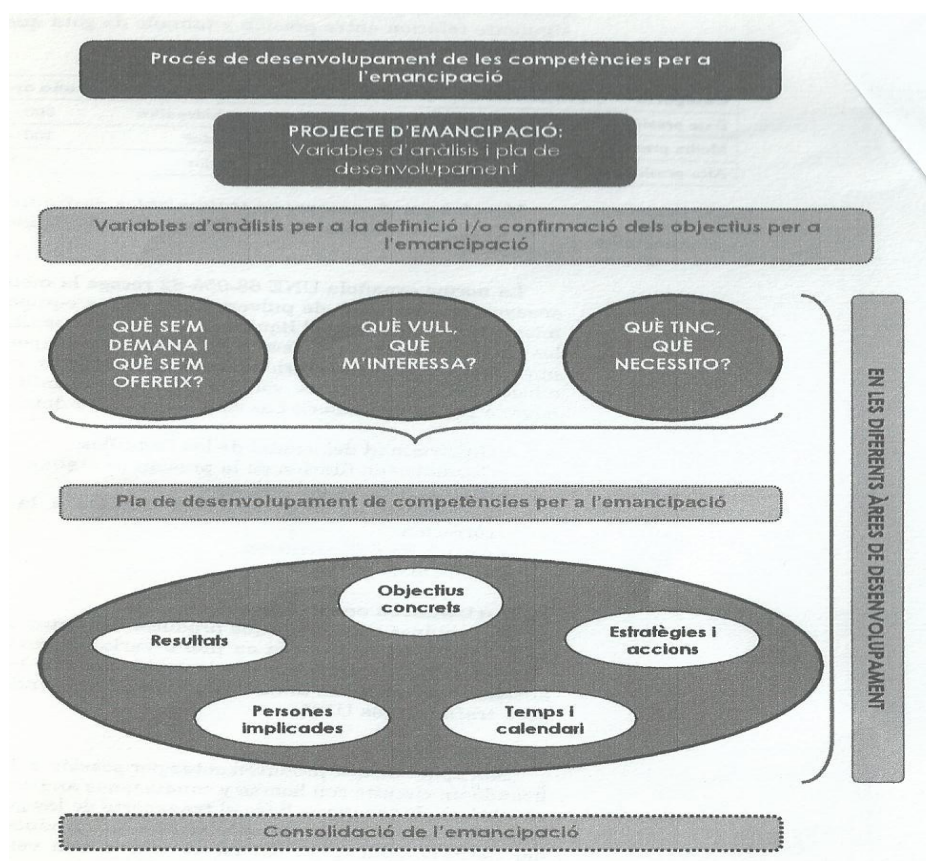 Procés de desenvolupament de les competències per a
l'emancipació
PROJECTE D'EMANCIPACIÓ:
Variables d'anàlisis i pla de
desenvolupament
Variables d'anàlisis per a la definició i/o confirmació dels objectius per a
l'emancipació
QUÈ SE'M
DEMANA I
QUÈ SE'M
OFEREIX?
QUÈ VULL,
QUÈ
M'INTERESSA?
QUÈ TINC,
QUÈ
NECESSITO?
EN LES DIFERENTS ÀREES DE DESENVOLUPAMENT
Pla de desenvolupament de competències per a l'emancipació
Objectius
concrets
Resultats
Estratègies i
accions
Persones
implicades
Temps i
calendari
Consolidació de l'emancipació